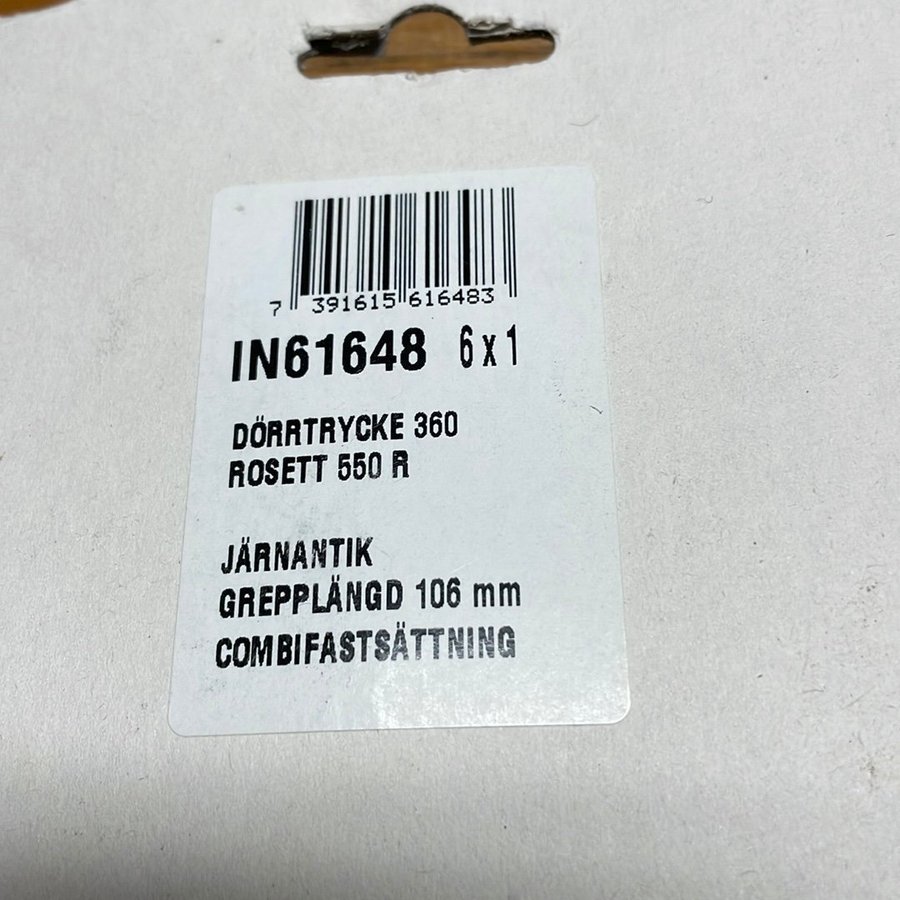 7 391615 616483
IN61648 6x1
DÖRRTRYCKE 360
ROSETT 550 R
JÄRNANTIK
GREPPLÄNGD 106 mm
COMBIFASTSÄTTNING